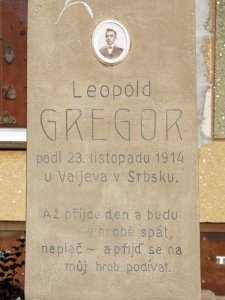 Leopold
GREGOR
padl 23. listopadu 1914
u Valjeva v Srbsku.
Až přijde den a budu
v hrobě spát,
neplač – a přijď se na
můj hrob podívat.